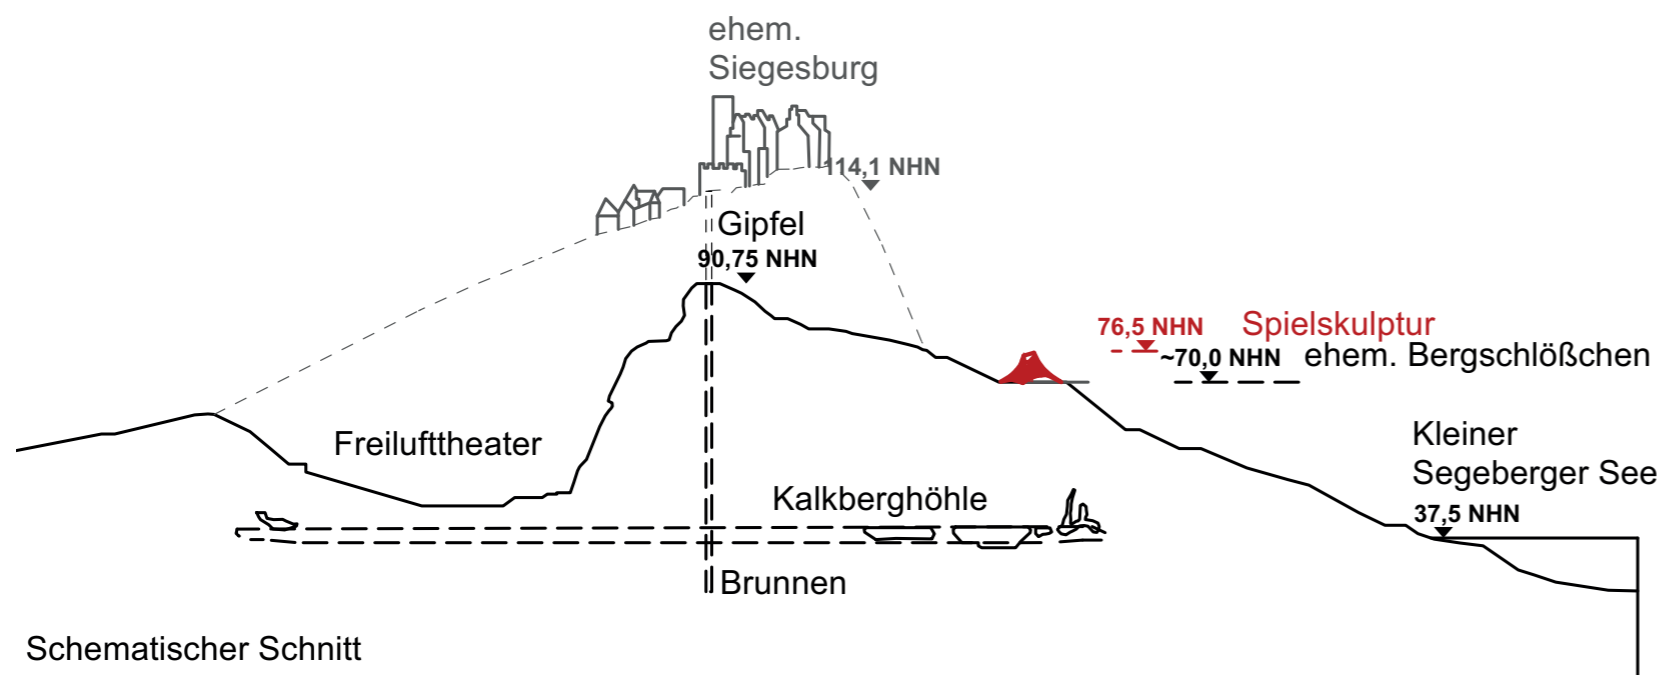 ehem.
Siegesburg
114,1 NHN
Gipfel
90,75 NHN
76,5 NHN Spielskulptur
~70,0 NHN ehem. Bergschlößchen
Freilufttheater
Kleiner
Segeberger See
37,5 NHN
Kalkberghöhle
Brunnen
Schematischer Schnitt